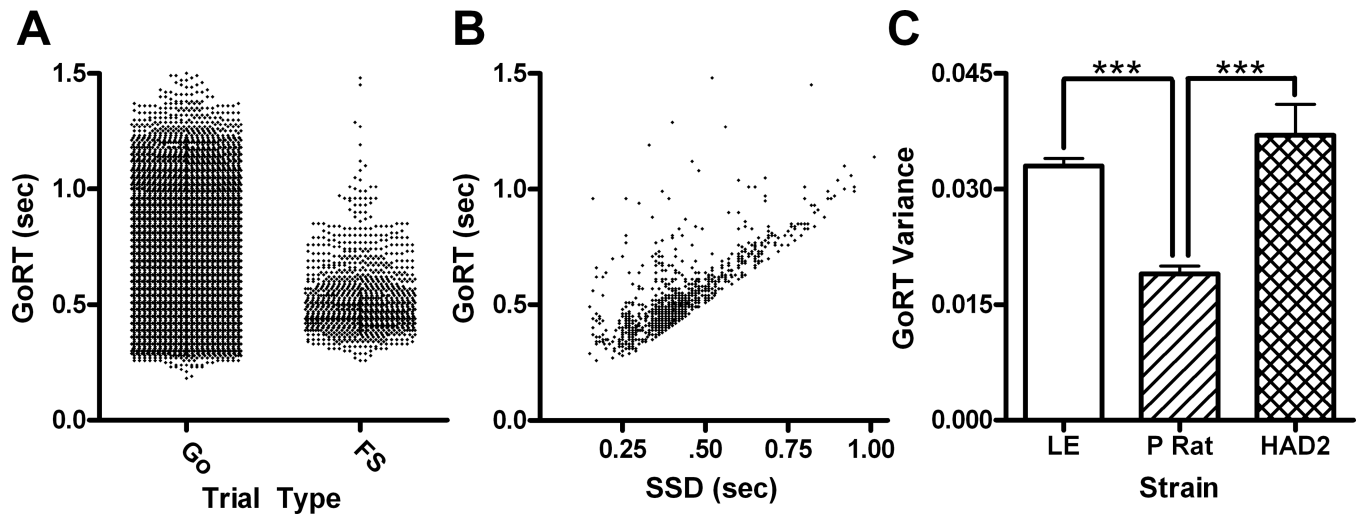 A
GoRT (sec)
1.5
1.0
0.5
0.0
Go
FS
Trial Type
B
GoRT (sec)
1.5
1.0
0.5
0.0
0.25
.50
0.75
1.00
SSD (sec)
C
GoRT Variance
0.045
0.030
0.015
0.000
***
***
LE
P Rat
HAD2
Strain